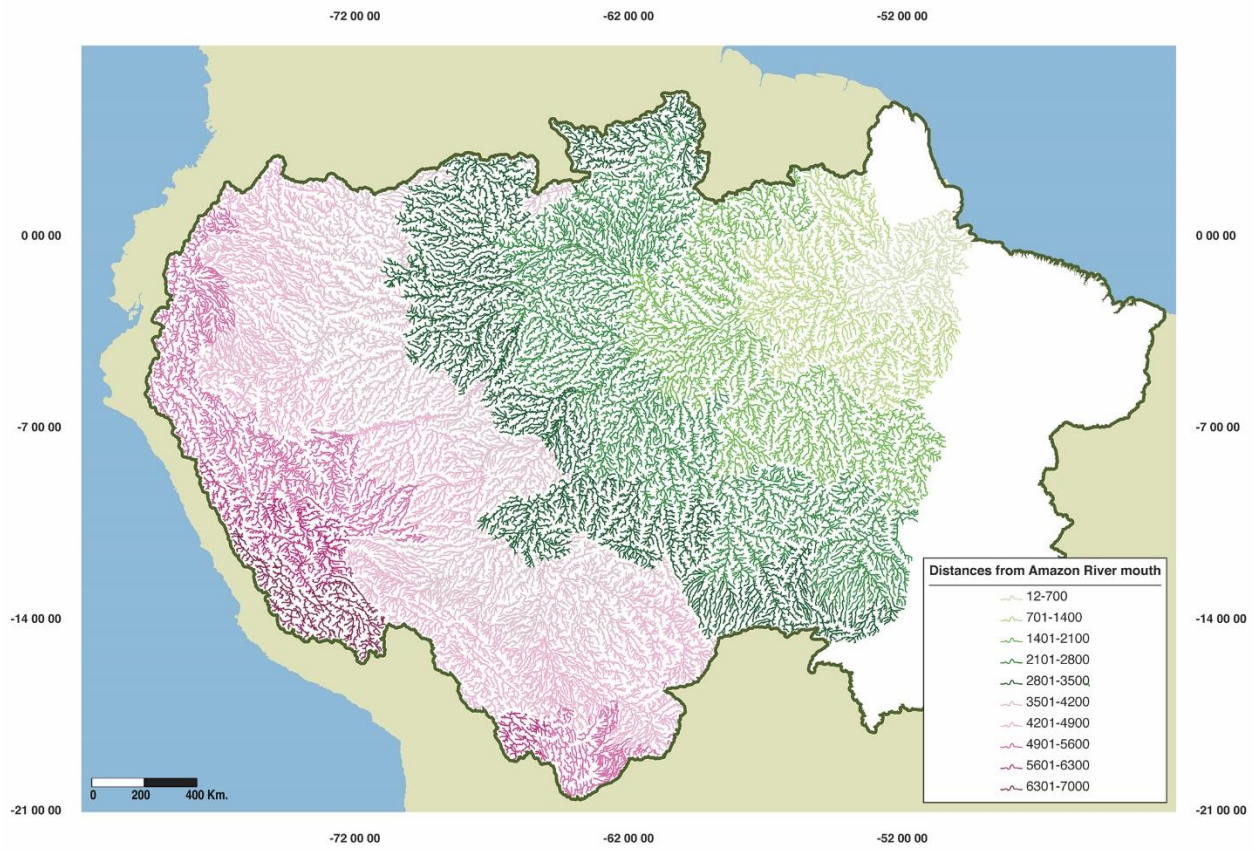 -72 00 00 -62 00 00 -52 00 00
0 00 00 0 00 00
-7 00 00 -7 00 00
Distances from Amazon River mouth
12-700
-14 00 00 701-1400 -14 00 00
1401-2100
2101-2800
2801-3500
3501-4200
4201-4900
4901-5600
5601-6300
6301-7000
0 200 400 Km.
-21 00 00 -21 00 00
-72 00 00 -62 00 00 -52 00 00